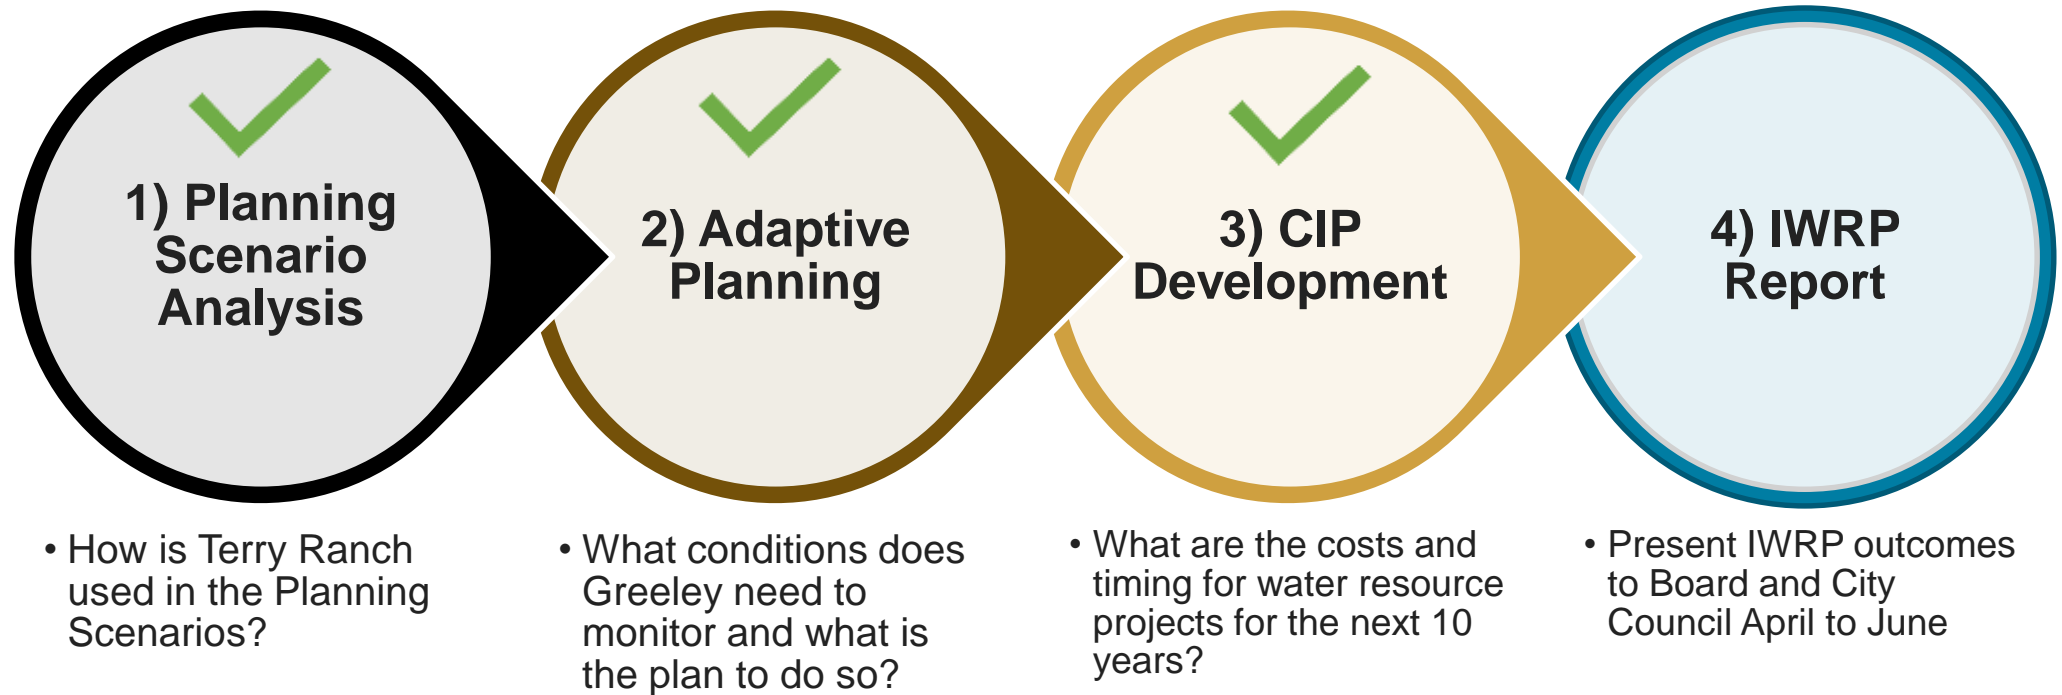 1) Planning
Scenario
Analysis
2) Adaptive
Planning
3) CIP
Development
4) IWRP
Report
• How is Terry Ranch
used in the Planning
Scenarios?
• What conditions does
Greeley need to
monitor and what is
the plan to do so?
• What are the costs and
timing for water resource
projects for the next 10
years?
• Present IWRP outcomes
to Board and City
Council April to June